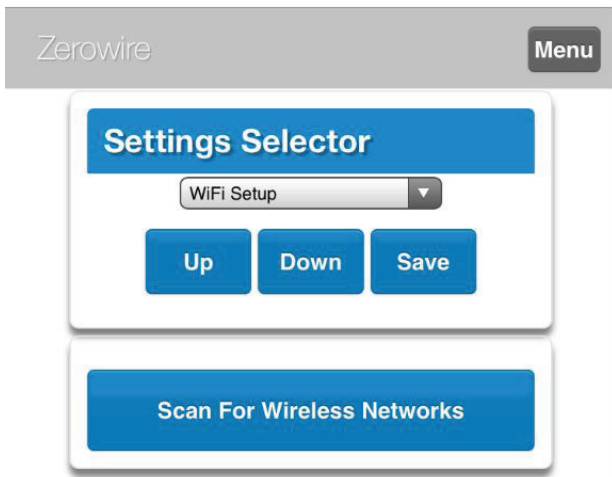 Zerowire
Menu
Settings Selector
WiFi Setup
Up Down Save
Scan For Wireless Networks